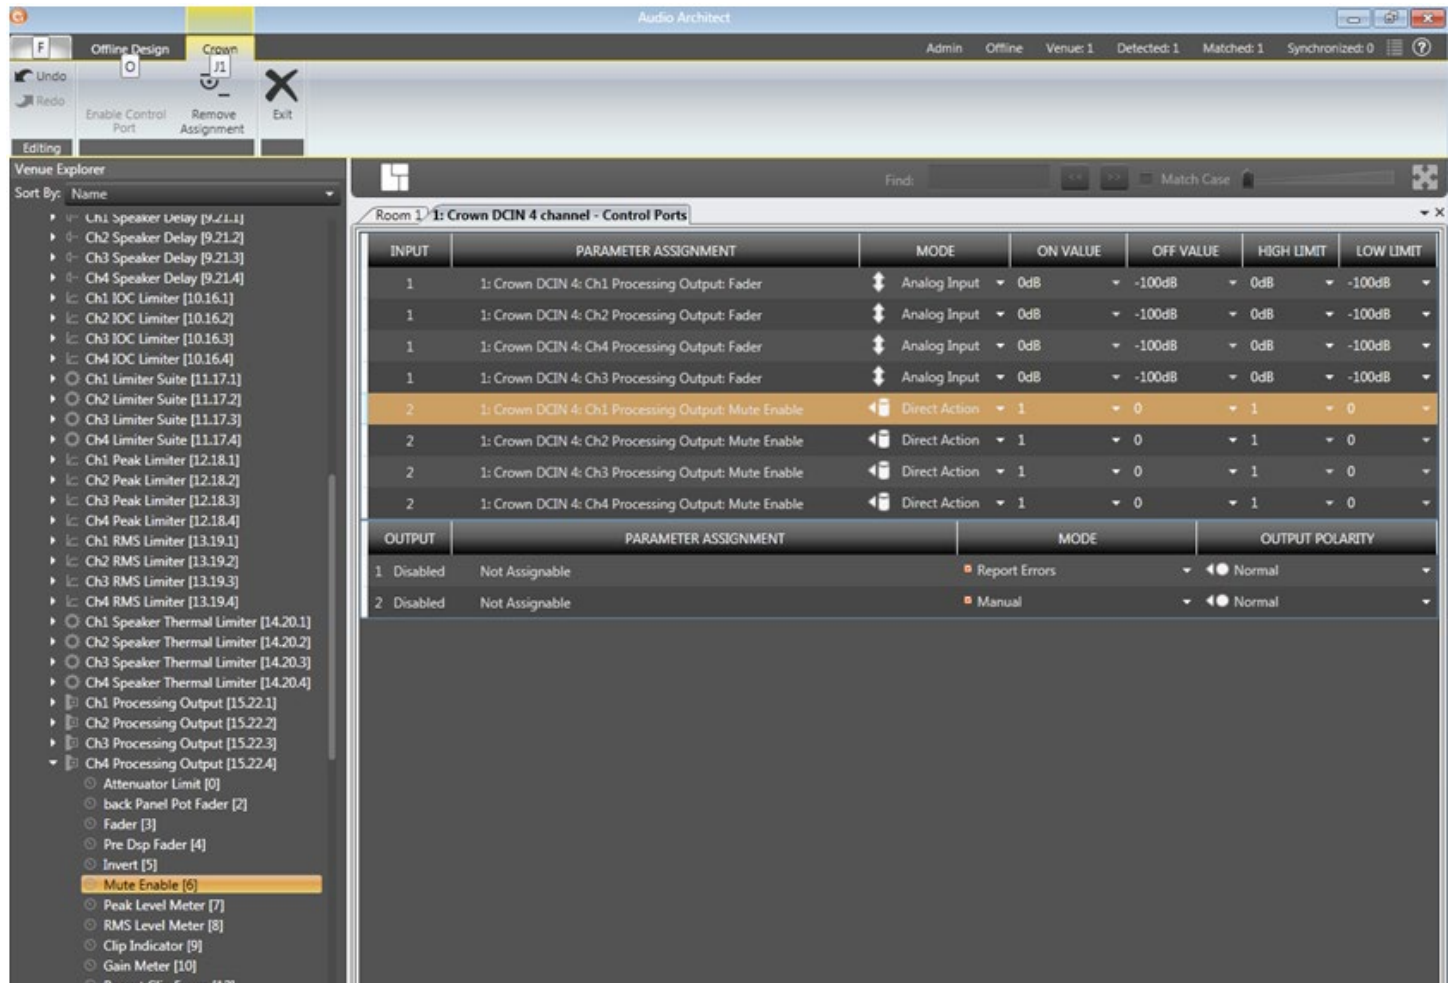 Audio Architect
F Offline Design Crown
O J1
Admin Offline Venue: 1 Detected: 1 Matched: 1 Synchronized: 0
Undo
Redo
Enable Control Port
Remove Assignment
Exit
Editing
Venue Explorer
Sort By: Name
Ch1 Speaker Delay [9.21.1]
Ch2 Speaker Delay [9.21.2]
Ch3 Speaker Delay [9.21.3]
Ch4 Speaker Delay [9.21.4]
Ch1 IOC Limiter [10.16.1]
Ch2 IOC Limiter [10.16.2]
Ch3 IOC Limiter [10.16.3]
Ch4 IOC Limiter [10.16.4]
Ch1 Limiter Suite [11.17.1]
Ch2 Limiter Suite [11.17.2]
Ch3 Limiter Suite [11.17.3]
Ch4 Limiter Suite [11.17.4]
Ch1 Peak Limiter [12.18.1]
Ch2 Peak Limiter [12.18.2]
Ch3 Peak Limiter [12.18.3]
Ch4 Peak Limiter [12.18.4]
Ch1 RMS Limiter [13.19.1]
Ch2 RMS Limiter [13.19.2]
Ch3 RMS Limiter [13.19.3]
Ch4 RMS Limiter [13.19.4]
Ch1 Speaker Thermal Limiter [14.20.1]
Ch2 Speaker Thermal Limiter [14.20.2]
Ch3 Speaker Thermal Limiter [14.20.3]
Ch4 Speaker Thermal Limiter [14.20.4]
Ch1 Processing Output [15.22.1]
Ch2 Processing Output [15.22.2]
Ch3 Processing Output [15.22.3]
Ch4 Processing Output [15.22.4]
Attenuator Limit [0]
back Panel Pot Fader [2]
Fader [3]
Pre Dsp Fader [4]
Invert [5]
Mute Enable [6]
Peak Level Meter [7]
RMS Level Meter [8]
Clip Indicator [9]
Gain Meter [10]
Find: << >> Match Case
Room 1 1: Crown DCIN 4 channel - Control Ports
INPUT PARAMETER ASSIGNMENT MODE ON VALUE OFF VALUE HIGH LIMIT LOW LIMIT
1 1: Crown DCIN 4: Ch1 Processing Output: Fader Analog Input 0dB -100dB 0dB -100dB
1 1: Crown DCIN 4: Ch2 Processing Output: Fader Analog Input 0dB -100dB 0dB -100dB
1 1: Crown DCIN 4: Ch4 Processing Output: Fader Analog Input 0dB -100dB 0dB -100dB
1 1: Crown DCIN 4: Ch3 Processing Output: Fader Analog Input 0dB -100dB 0dB -100dB
2 1: Crown DCIN 4: Ch1 Processing Output: Mute Enable Direct Action 1 0 1 0
2 1: Crown DCIN 4: Ch2 Processing Output: Mute Enable Direct Action 1 0 1 0
2 1: Crown DCIN 4: Ch3 Processing Output: Mute Enable Direct Action 1 0 1 0
2 1: Crown DCIN 4: Ch4 Processing Output: Mute Enable Direct Action 1 0 1 0
OUTPUT PARAMETER ASSIGNMENT MODE OUTPUT POLARITY
1 Disabled Not Assignable Report Errors Normal
2 Disabled Not Assignable Manual Normal